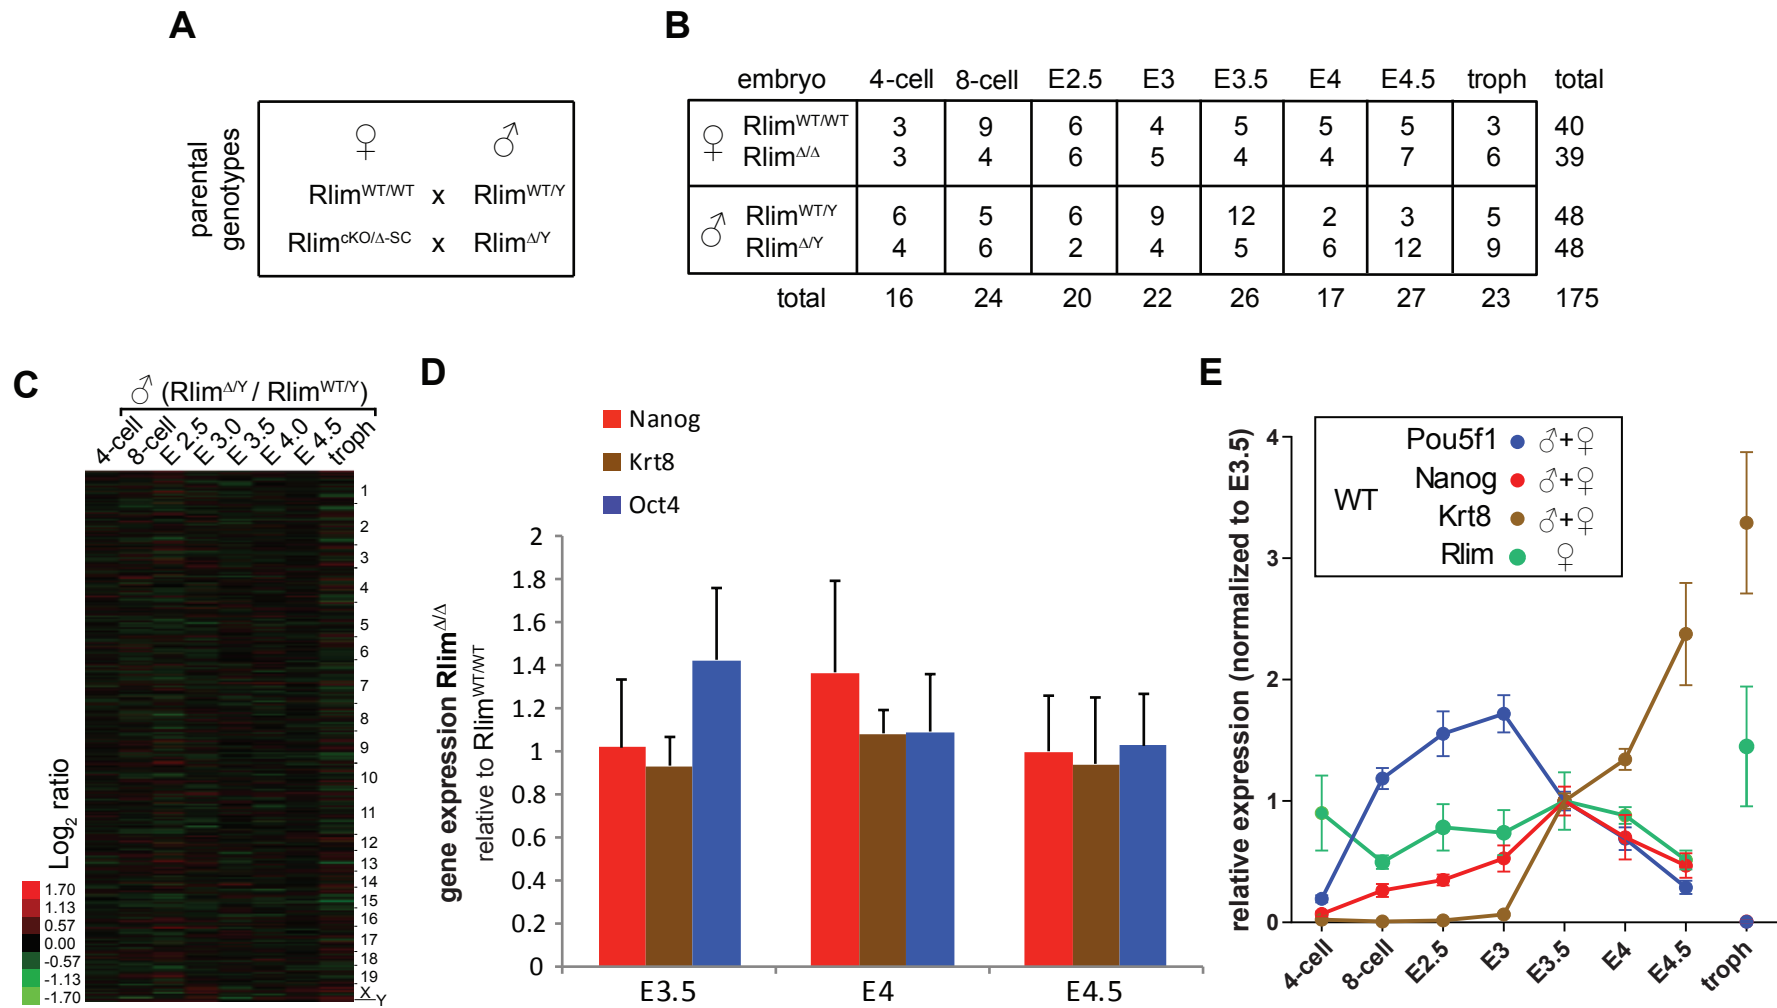 A
parental genotypes
♀ ♂
Rlim^WT/WT x Rlim^WT/Y
Rlim^cKO/Δ-SC x Rlim^Δ/Y
B
embryo 4-cell 8-cell E2.5 E3 E3.5 E4 E4.5 troph total
♀ Rlim^WT/WT 3 9 6 4 5 5 5 3 40
Rlim^Δ/Δ 3 4 6 5 4 4 7 6 39
♂ Rlim^WT/Y 6 5 6 9 12 2 3 5 48
Rlim^Δ/Y 4 6 2 4 5 6 12 9 48
total 16 24 20 22 26 17 27 23 175
C
♂ (Rlim^Δ/Y / Rlim^WT/Y)
4-cell 8-cell E 2.5 E 3.0 E 3.5 E 4.0 E 4.5 troph
1
2
3
4
5
6
7
8
9
10
11
12
13
14
15
16
17
18
19
X
Y
Log₂ ratio
1.70
1.13
0.57
0.00
-0.57
-1.13
-1.70
D
Nanog
Krt8
Oct4
gene expression Rlim^Δ/Δ
relative to Rlim^WT/WT
2
1.8
1.6
1.4
1.2
1
0.8
0.6
0.4
0.2
0
E3.5 E4 E4.5
E
WT
Pou5f1 ♂+♀
Nanog ♂+♀
Krt8 ♂+♀
Rlim ♀
relative expression (normalized to E3.5)
4
3
2
1
0
4-cell 8-cell E2.5 E3 E3.5 E4 E4.5 troph